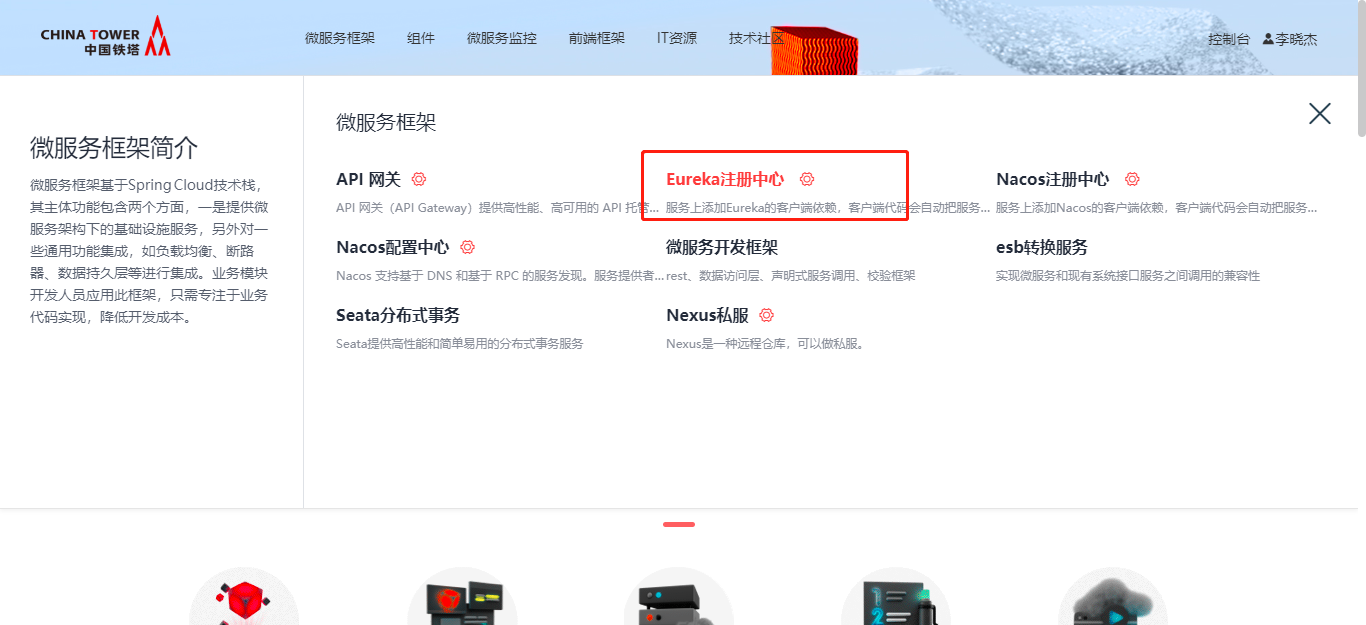 CHINA TOWER
中国铁塔
微服务框架 组件 微服务监控 前端框架 IT资源 技术社区 控制台 李晓杰
微服务框架简介
微服务框架基于Spring Cloud技术栈，
其主体功能包含两个方面，一是提供微
服务架构下的基础设施服务，另外对一
些通用功能集成，如负载均衡、断路
器、数据持久层等进行集成。业务模块
开发人员应用此框架，只需专注于业务
代码实现，降低开发成本。
微服务框架
API 网关
API 网关（API Gateway）提供高性能、高可用的 API 托管...
Eureka注册中心
服务上添加Eureka的客户端依赖，客户端代码会自动把服务...
Nacos注册中心
服务上添加Nacos的客户端依赖，客户端代码会自动把服务...
Nacos配置中心
Nacos 支持基于 DNS 和基于 RPC 的服务发现。服务提供者...
微服务开发框架
rest、数据访问层、声明式服务调用、校验框架
esb转换服务
实现微服务和现有系统接口服务之间调用的兼容性
Seata分布式事务
Seata提供高性能和简单易用的分布式事务服务
Nexus私服
Nexus是一种远程仓库，可以做私服。
1
2